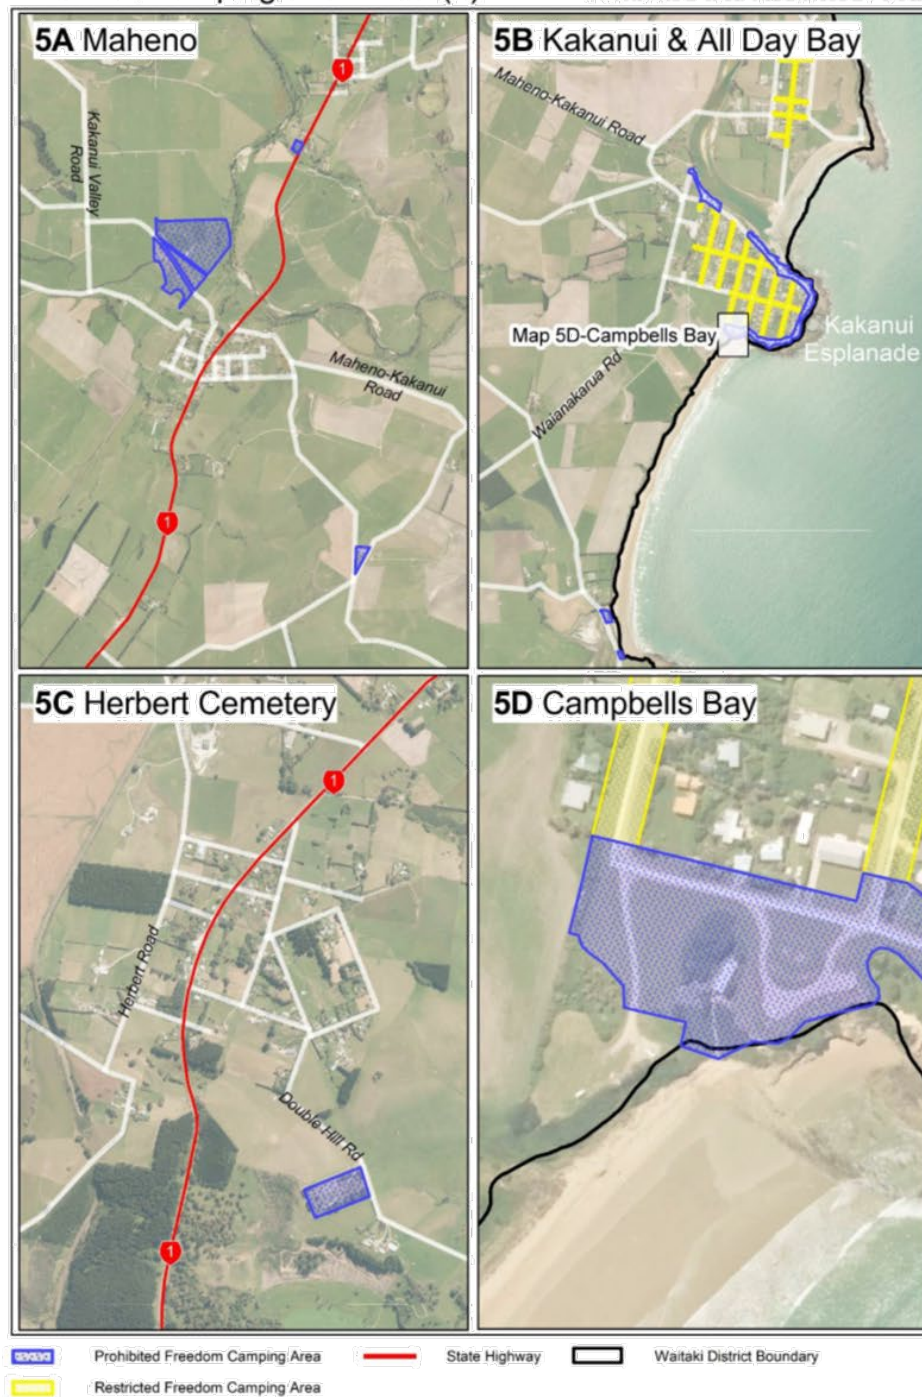 5A Maheno
1
Kakanui Valley
Road
Maheno-Kakanui
Road
1
5B Kakanui & All Day Bay
Maheno-Kakanui Road
Map 5D-Campbells Bay
Kakanui
Esplanade
Waianakarua Rd
5C Herbert Cemetery
1
Herbert Road
Double Hill Rd
1
5D Campbells Bay
Prohibited Freedom Camping Area
State Highway
Waitaki District Boundary
Restricted Freedom Camping Area